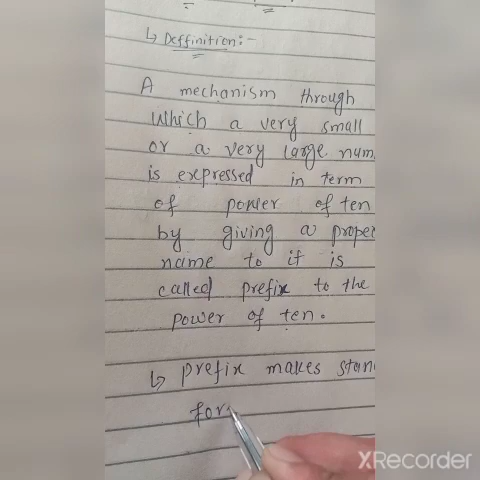 ↳ Deffinition:-
A mechanism through
which a very small
or a very large num
is expressed in term
of power of ten
by giving a proper
name to it is
called prefix to the
power of ten.
↳ prefix makes stan
for
XRecorder